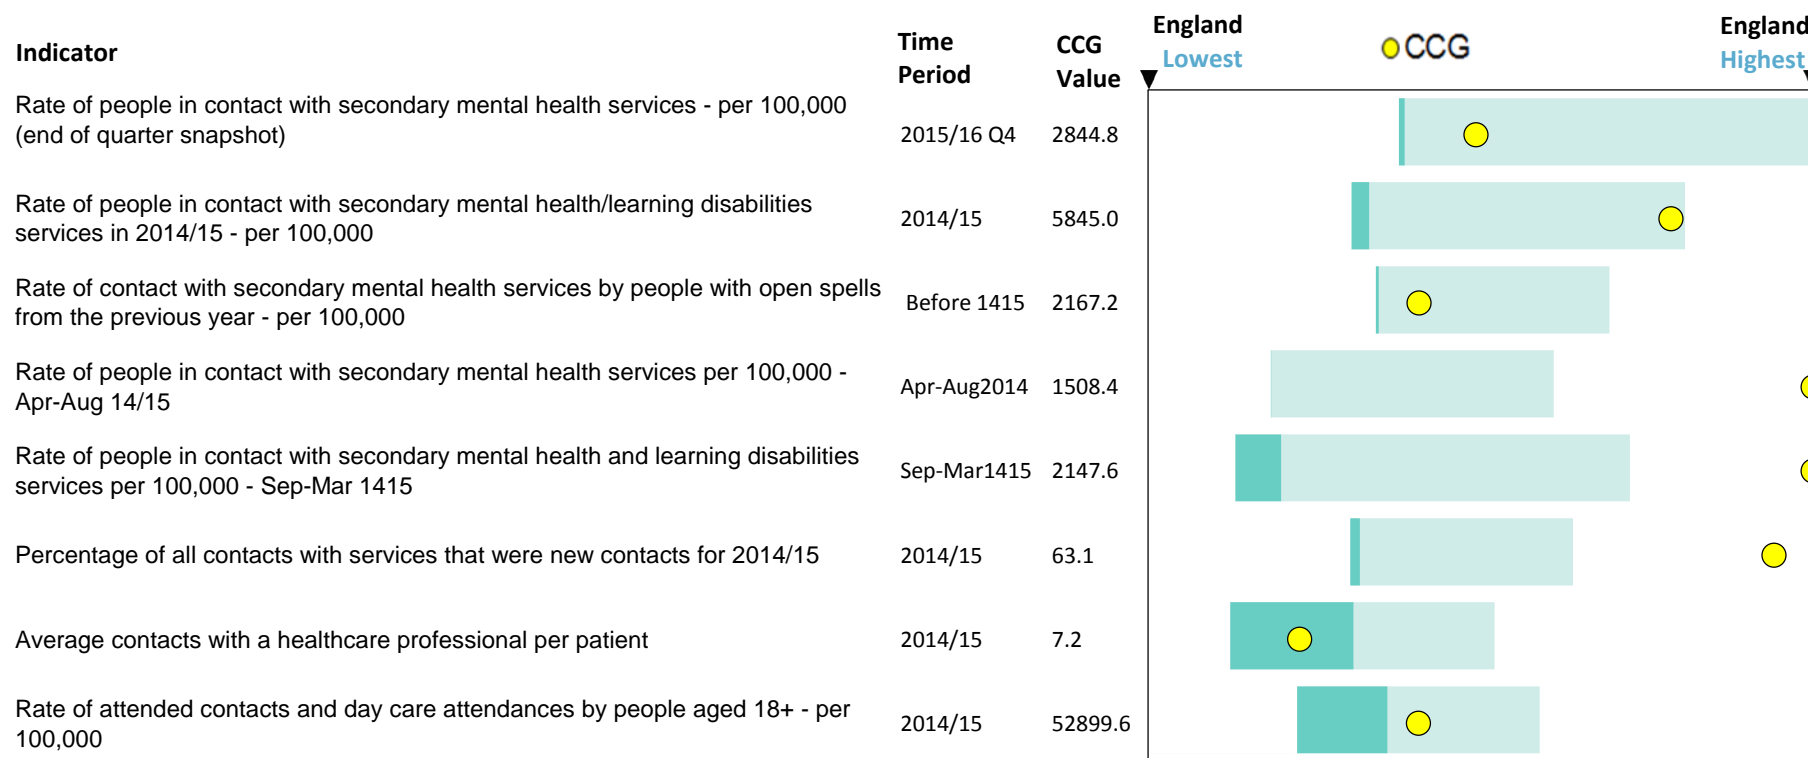 Indicator
Time
Period
CCG
Value
England
Lowest
CCG
England
Highest
Rate of people in contact with secondary mental health services - per 100,000
(end of quarter snapshot)
2015/16 Q4
2844.8
Rate of people in contact with secondary mental health/learning disabilities
services in 2014/15 - per 100,000
2014/15
5845.0
Rate of contact with secondary mental health services by people with open spells
from the previous year - per 100,000
Before 1415
2167.2
Rate of people in contact with secondary mental health services per 100,000 -
Apr-Aug 14/15
Apr-Aug2014
1508.4
Rate of people in contact with secondary mental health and learning disabilities
services per 100,000 - Sep-Mar 1415
Sep-Mar1415
2147.6
Percentage of all contacts with services that were new contacts for 2014/15
2014/15
63.1
Average contacts with a healthcare professional per patient
2014/15
7.2
Rate of attended contacts and day care attendances by people aged 18+ - per
100,000
2014/15
52899.6